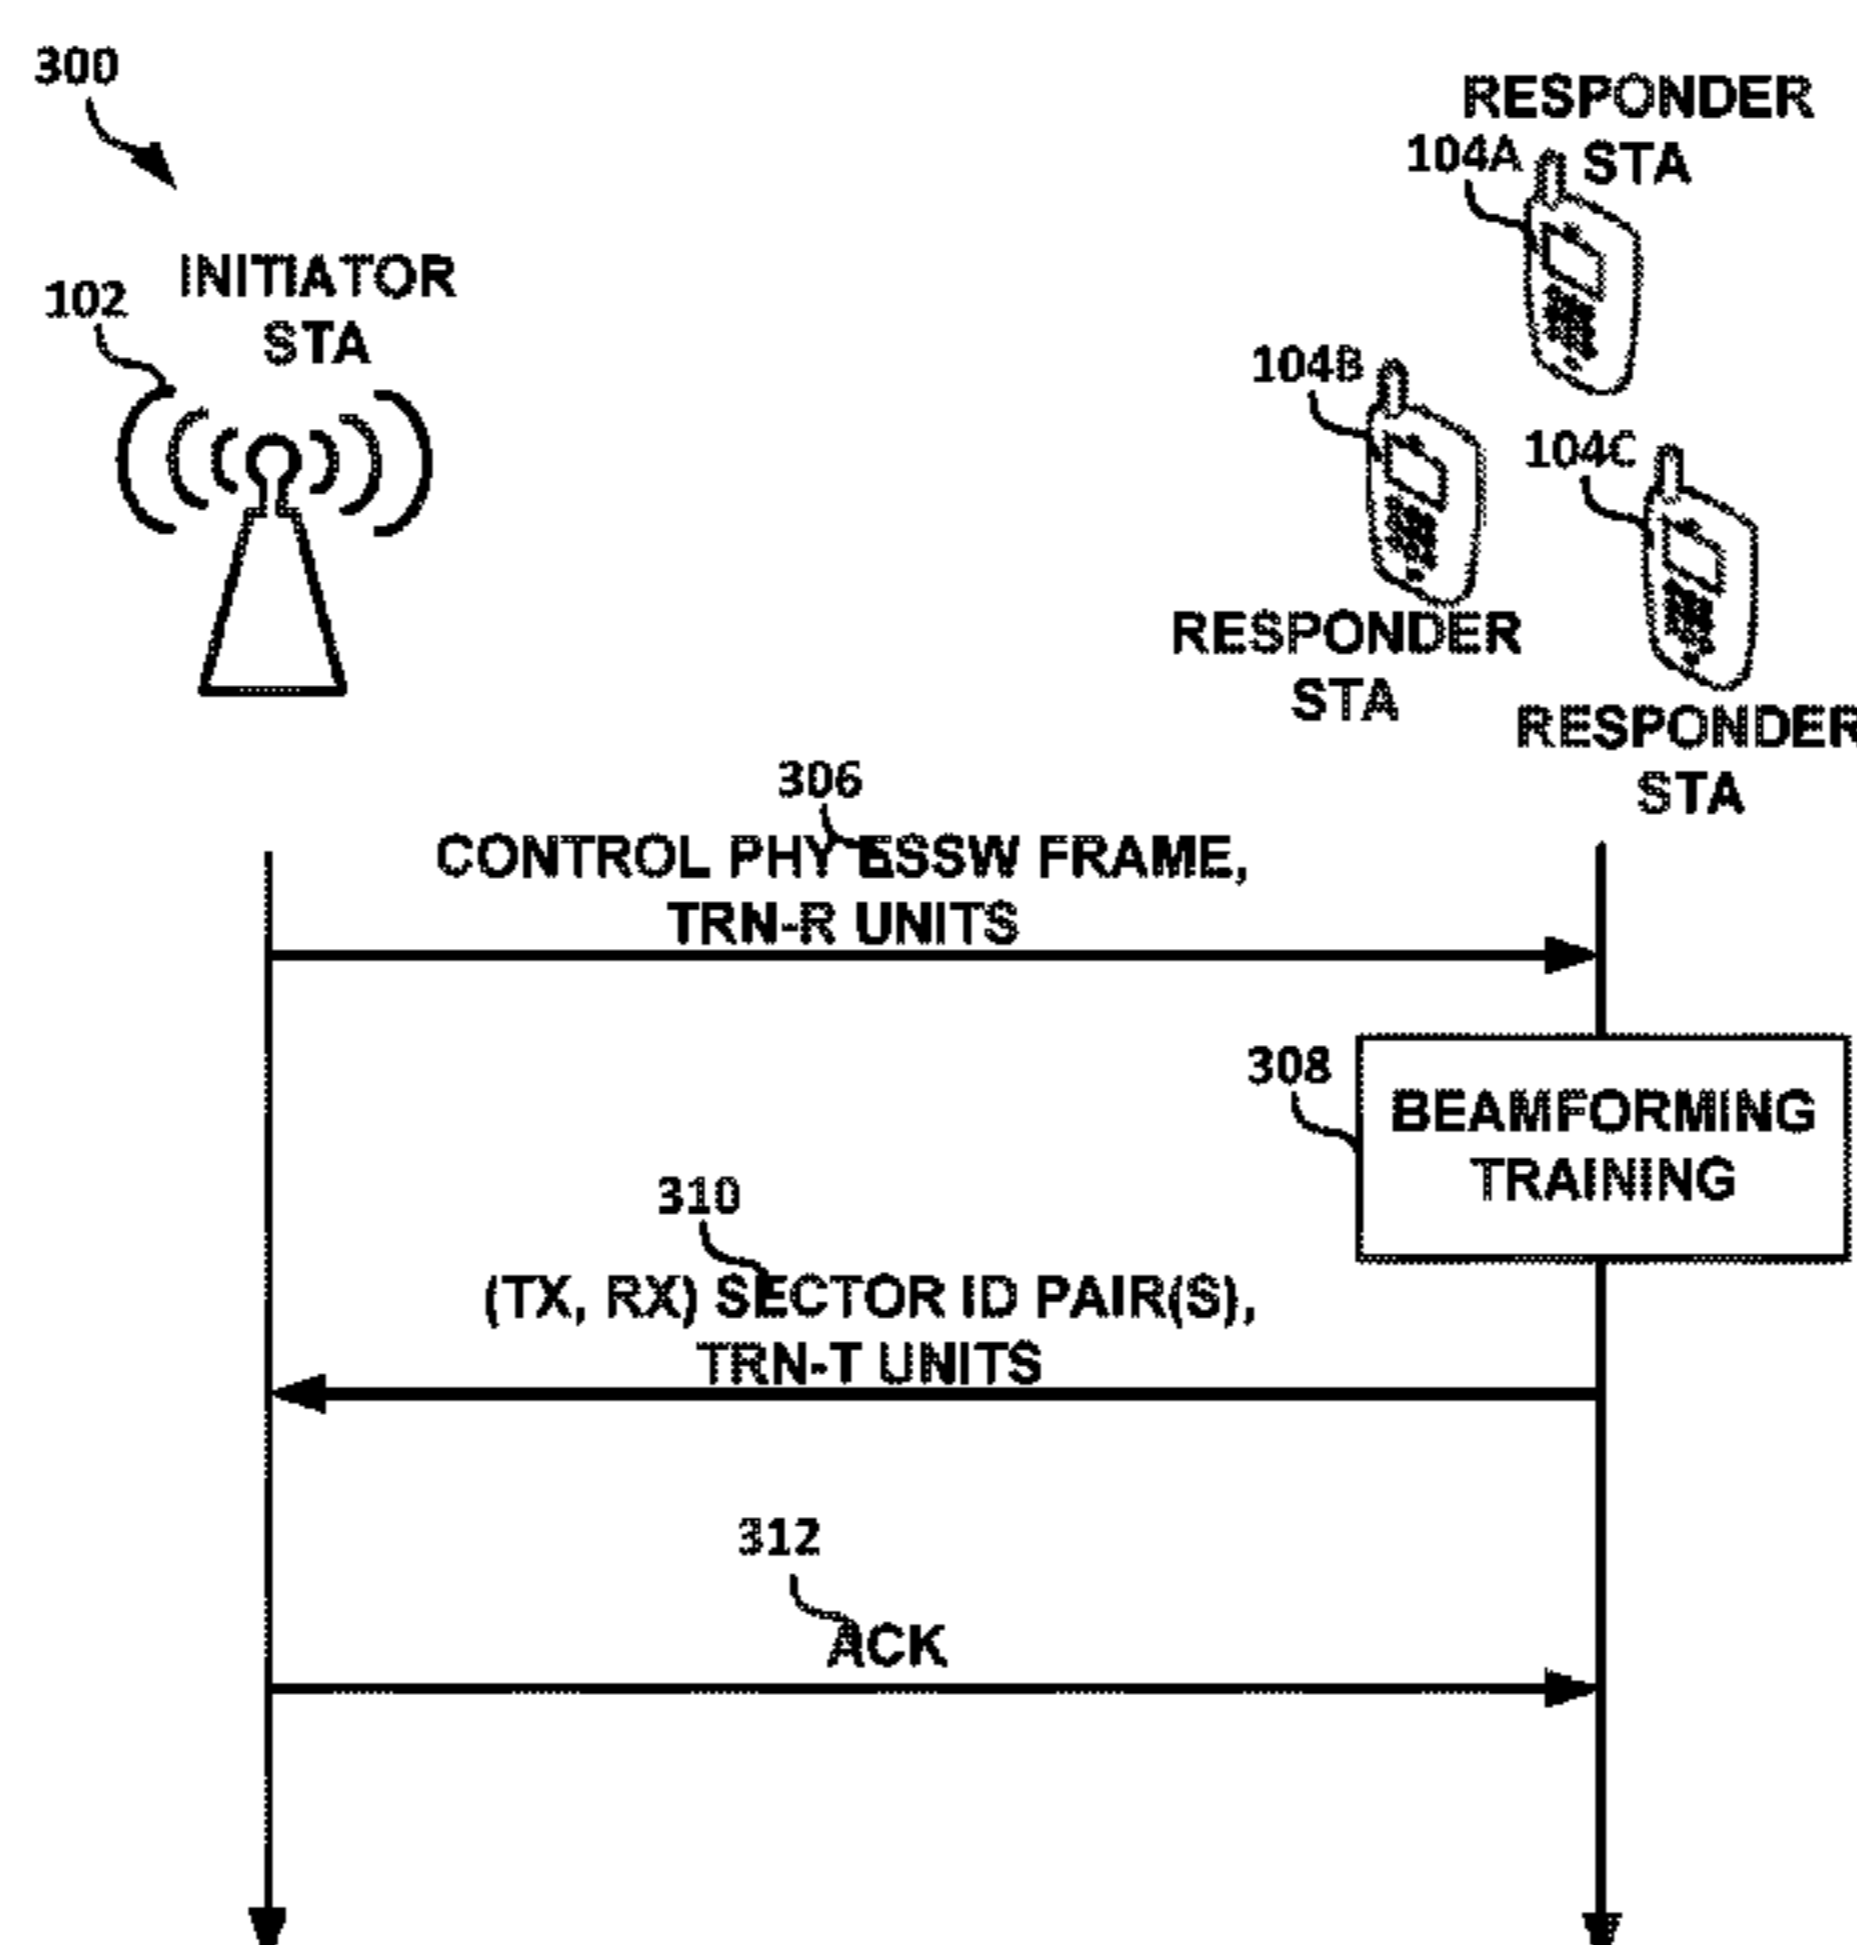 300
RESPONDER
STA
104A
INITIATOR
STA
102
104B
104C
RESPONDER
STA
RESPONDER
STA
306
CONTROL PHY ESSW FRAME,
TRN-R UNITS
308
BEAMFORMING
TRAINING
310
(TX, RX) SECTOR ID PAIR(S),
TRN-T UNITS
312
ACK